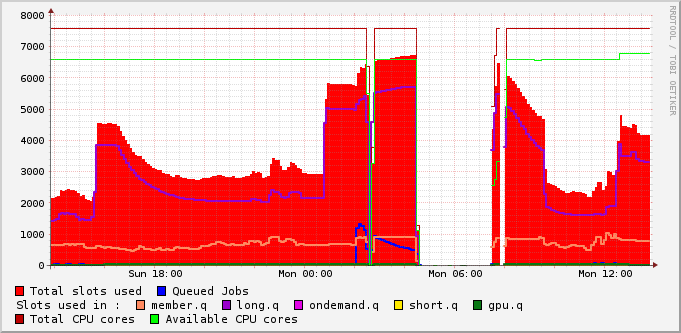 8000
7000
6000
5000
4000
3000
2000
1000
0
Sun 18:00 Mon 00:00 Mon 06:00 Mon 12:00
Total slots used Queued Jobs
Slots used in : member.q long.q ondemand.q short.q gpu.q
Total CPU cores Available CPU cores
RRDTOOL / TOBI OETIKER